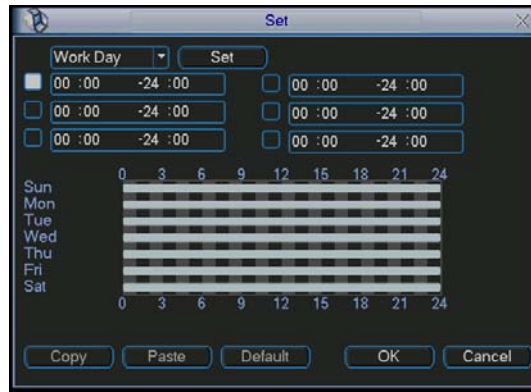 Set
Work Day Set
00 :00 -24 :00 00 :00 -24 :00
00 :00 -24 :00 00 :00 -24 :00
00 :00 -24 :00 00 :00 -24 :00
0 3 6 9 12 15 18 21 24
Sun
Mon
Tue
Wed
Thu
Fri
Sat
0 3 6 9 12 15 18 21 24
Copy Paste Default OK Cancel